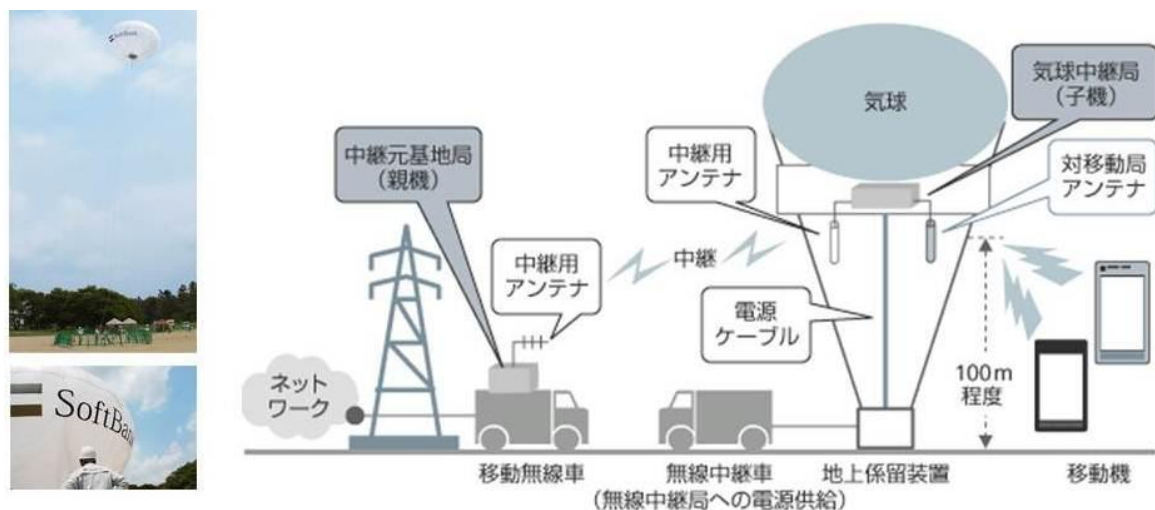 SoftBank
SoftBank
気球
気球中継局
(子機)
中継元基地局
(親機)
中継用
アンテナ
対移動局
アンテナ
中継用
アンテナ
中継
電源
ケーブル
ネット
ワーク
100m
程度
移動無線車
無線中継車
(無線中継局への電源供給)
地上係留装置
移動機